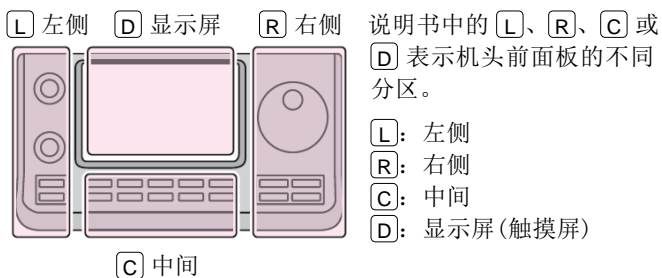 L 左侧 D 显示屏 R 右侧
C 中间
说明书中的 L、R、C 或
D 表示机头前面板的不同
分区。
L：左侧
R：右侧
C：中间
D：显示屏(触摸屏)